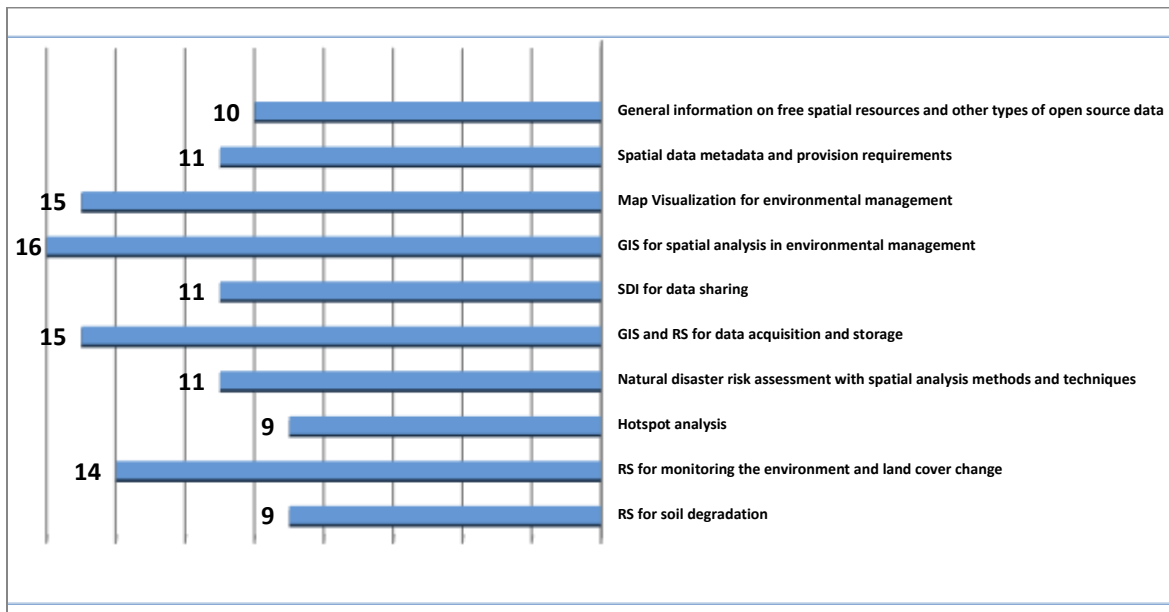 10 General information on free spatial resources and other types of open source data
11 Spatial data metadata and provision requirements
15 Map Visualization for environmental management
16 GIS for spatial analysis in environmental management
11 SDI for data sharing
15 GIS and RS for data acquisition and storage
11 Natural disaster risk assessment with spatial analysis methods and techniques
9 Hotspot analysis
14 RS for monitoring the environment and land cover change
9 RS for soil degradation